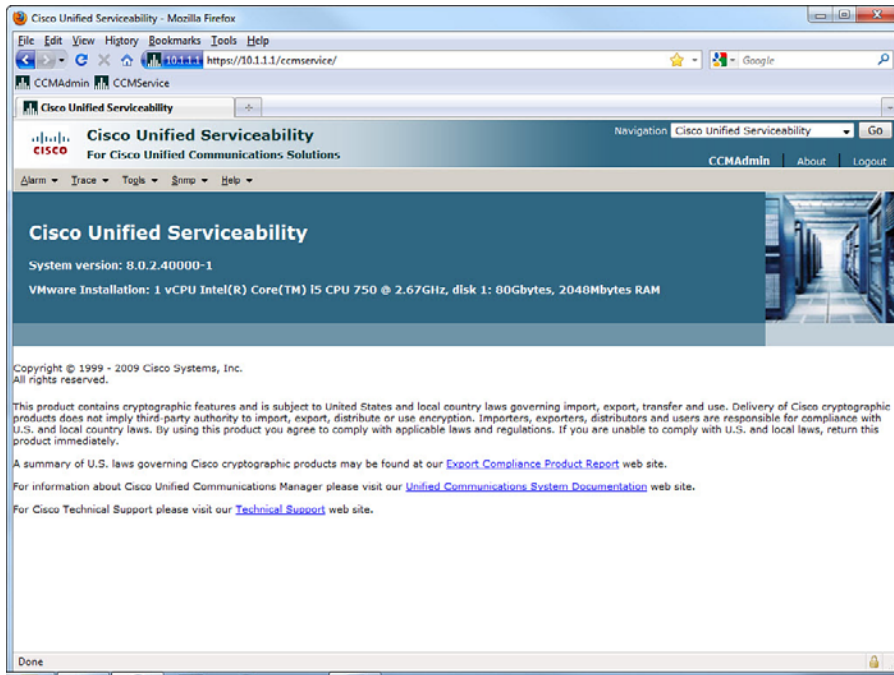 Cisco Unified Serviceability - Mozilla Firefox
File Edit View History Bookmarks Tools Help
10.1.1.1 https://10.1.1.1/ccmservice/
Google
CCMAdmin CCMService
Cisco Unified Serviceability
CISCO
Cisco Unified Serviceability
For Cisco Unified Communications Solutions
Navigation Cisco Unified Serviceability Go
CCMAdmin About Logout
Alarm Trace Tools Snmp Help
Cisco Unified Serviceability
System version: 8.0.2.40000-1
VMware Installation: 1 vCPU Intel(R) Core(TM) i5 CPU 750 @ 2.67GHz, disk 1: 80Gbytes, 2048Mbytes RAM
Copyright © 1999 - 2009 Cisco Systems, Inc.
All rights reserved.
This product contains cryptographic features and is subject to United States and local country laws governing import, export, transfer and use. Delivery of Cisco cryptographic
products does not imply third-party authority to import, export, distribute or use encryption. Importers, exporters, distributors and users are responsible for compliance with
U.S. and local country laws. By using this product you agree to comply with applicable laws and regulations. If you are unable to comply with U.S. and local laws, return this
product immediately.
A summary of U.S. laws governing Cisco cryptographic products may be found at our Export Compliance Product Report web site.
For information about Cisco Unified Communications Manager please visit our Unified Communications System Documentation web site.
For Cisco Technical Support please visit our Technical Support web site.
Done